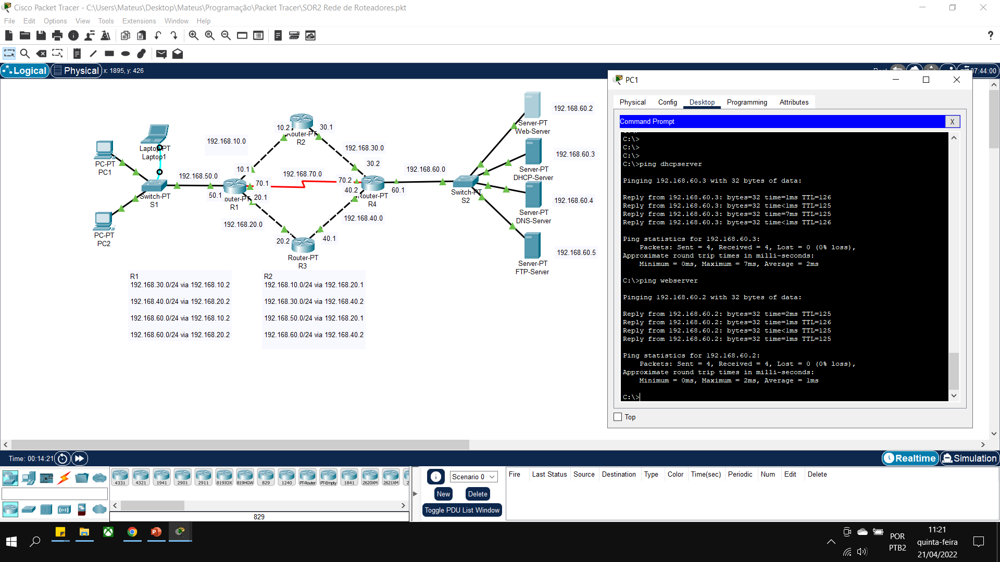 Cisco Packet Tracer - C:\Users\Mateus\Desktop\Mateus\Programação\Packet Tracer\SOR2 Rede de Roteadores.pkt
File Edit Options View Tools Extensions Window Help
Logical Physical x: 1895, y: 426
07:44:00
192.168.60.2
Server-PT
Web-Server
10.2
30.1
Router-PT
R2
192.168.10.0
Laptop-PT
Laptop1
192.168.30.0
192.168.60.3
PC-PT
PC1
30.2
10.1
192.168.50.0
192.168.70.0
192.168.60.0
Server-PT
DHCP-Server
70.1
70.2
50.1
20.1
40.2
60.1
Switch-PT
S1
R1
Router-PT
R4
Switch-PT
S2
192.168.60.4
Server-PT
DNS-Server
192.168.20.0
192.168.40.0
PC-PT
PC2
20.2
40.1
Router-PT
R3
192.168.60.5
Server-PT
FTP-Server
R1
192.168.30.0/24 via 192.168.10.2
192.168.40.0/24 via 192.168.20.2
192.168.60.0/24 via 192.168.10.2
192.168.60.0/24 via 192.168.20.2
R2
192.168.10.0/24 via 192.168.20.1
192.168.30.0/24 via 192.168.40.2
192.168.50.0/24 via 192.168.20.1
192.168.60.0/24 via 192.168.40.2
PC1
Physical Config Desktop Programming Attributes
Command Prompt X
C:\>
C:\>
C:\>
C:\>ping dhcpserver
Pinging 192.168.60.3 with 32 bytes of data:
Reply from 192.168.60.3: bytes=32 time=1ms TTL=126
Reply from 192.168.60.3: bytes=32 time<1ms TTL=125
Reply from 192.168.60.3: bytes=32 time=7ms TTL=125
Reply from 192.168.60.3: bytes=32 time<1ms TTL=126
Ping statistics for 192.168.60.3:
Packets: Sent = 4, Received = 4, Lost = 0 (0% loss),
Approximate round trip times in milli-seconds:
Minimum = 0ms, Maximum = 7ms, Average = 2ms
C:\>ping webserver
Pinging 192.168.60.2 with 32 bytes of data:
Reply from 192.168.60.2: bytes=32 time=2ms TTL=125
Reply from 192.168.60.2: bytes=32 time=1ms TTL=126
Reply from 192.168.60.2: bytes=32 time<1ms TTL=125
Reply from 192.168.60.2: bytes=32 time=1ms TTL=125
Ping statistics for 192.168.60.2:
Packets: Sent = 4, Received = 4, Lost = 0 (0% loss),
Approximate round trip times in milli-seconds:
Minimum = 0ms, Maximum = 2ms, Average = 1ms
C:\>
Top
Time: 00:14:21
Realtime Simulation
4331 4321 1941 2901 2911 819IOX 819HGW 829 1240 PT-Router PT-Empty 1841 2620XM 2621XM
829
Scenario 0
New Delete
Toggle PDU List Window
Fire Last Status Source Destination Type Color Time(sec) Periodic Num Edit Delete
POR
PTB2
11:21
quinta-feira
21/04/2022